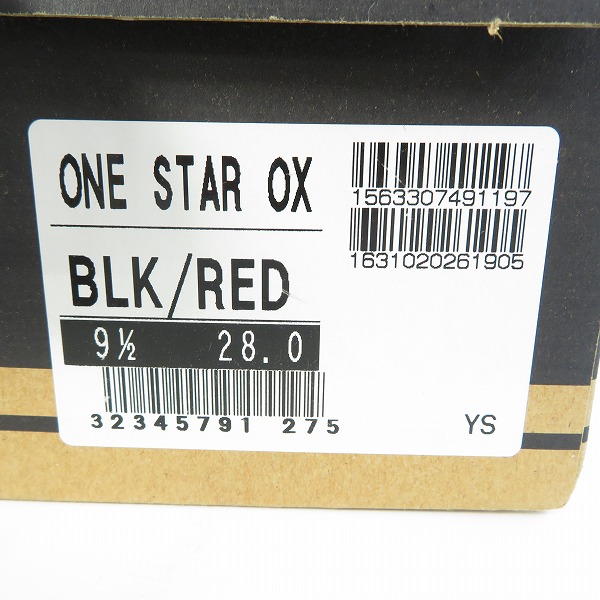 ONE STAR OX
1563307491197
1631020261905
BLK/RED
9½ 28.0
32345791 275
YS